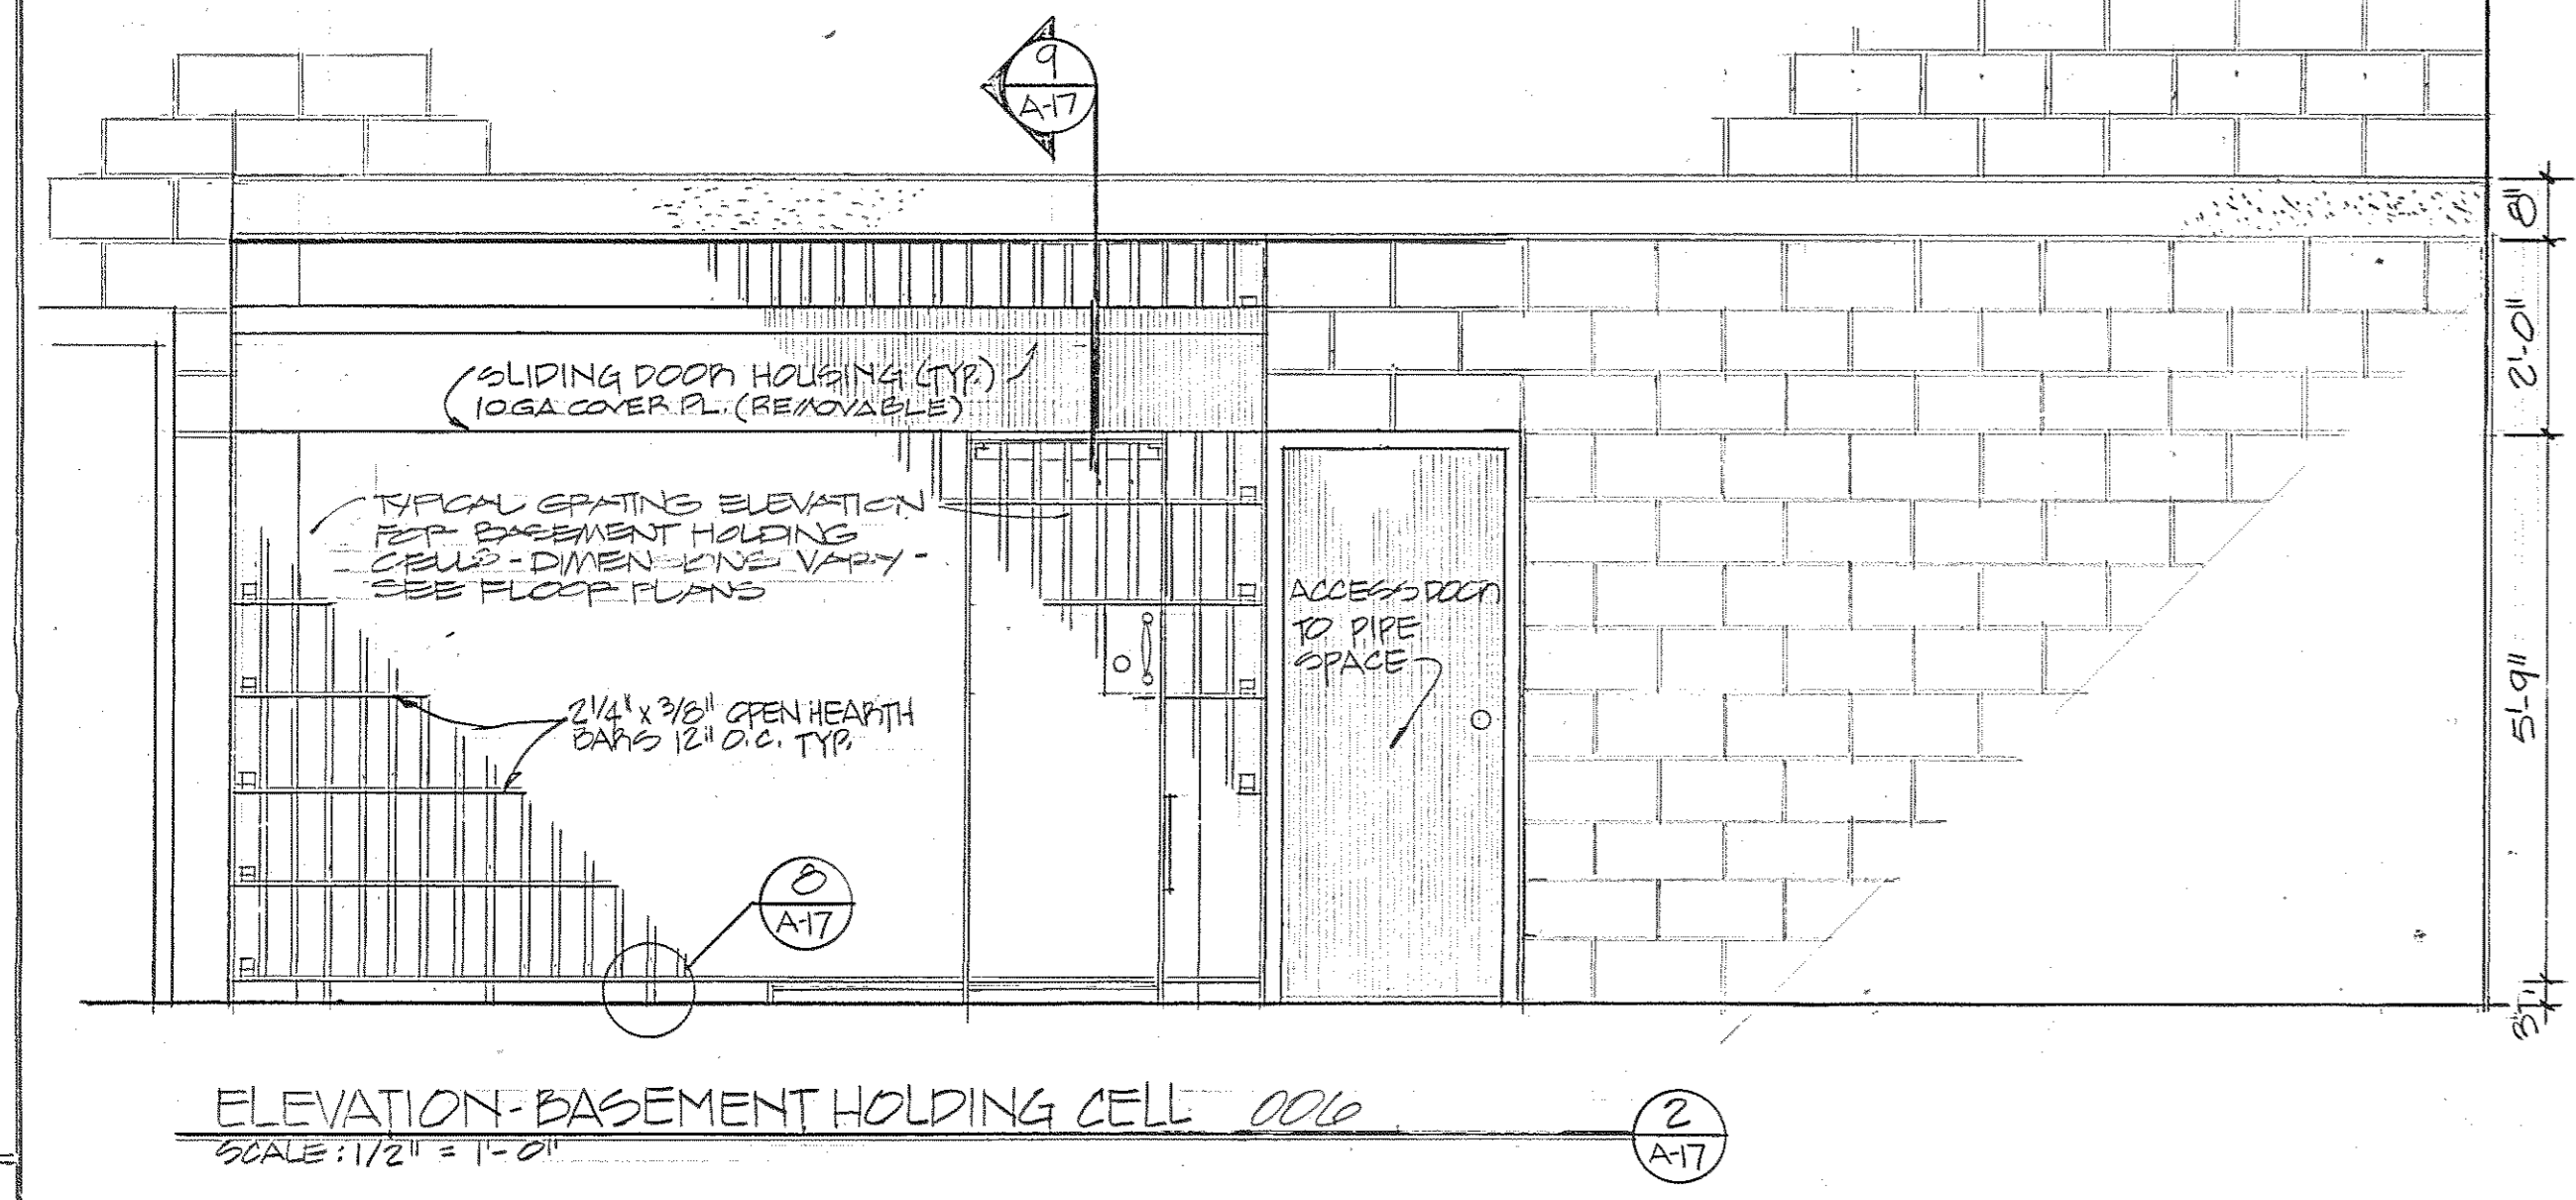 9
A-17
8"
2'-0"
SLIDING DOOR HOUSING (TYP.)
10GA COVER PL. (REMOVABLE)
TYPICAL GRATING ELEVATION
FOR BASEMENT HOLDING
CELLS - DIMENSIONS VARY -
SEE FLOOR PLANS
ACCESS DOOR
TO PIPE
SPACE
5'-9"
2 1/4" x 3/8" OPEN HEARTH
BARS 12" O.C. TYP.
8
A-17
3"
ELEVATION-BASEMENT HOLDING CELL 006
SCALE: 1/2" = 1'-0"
2
A-17